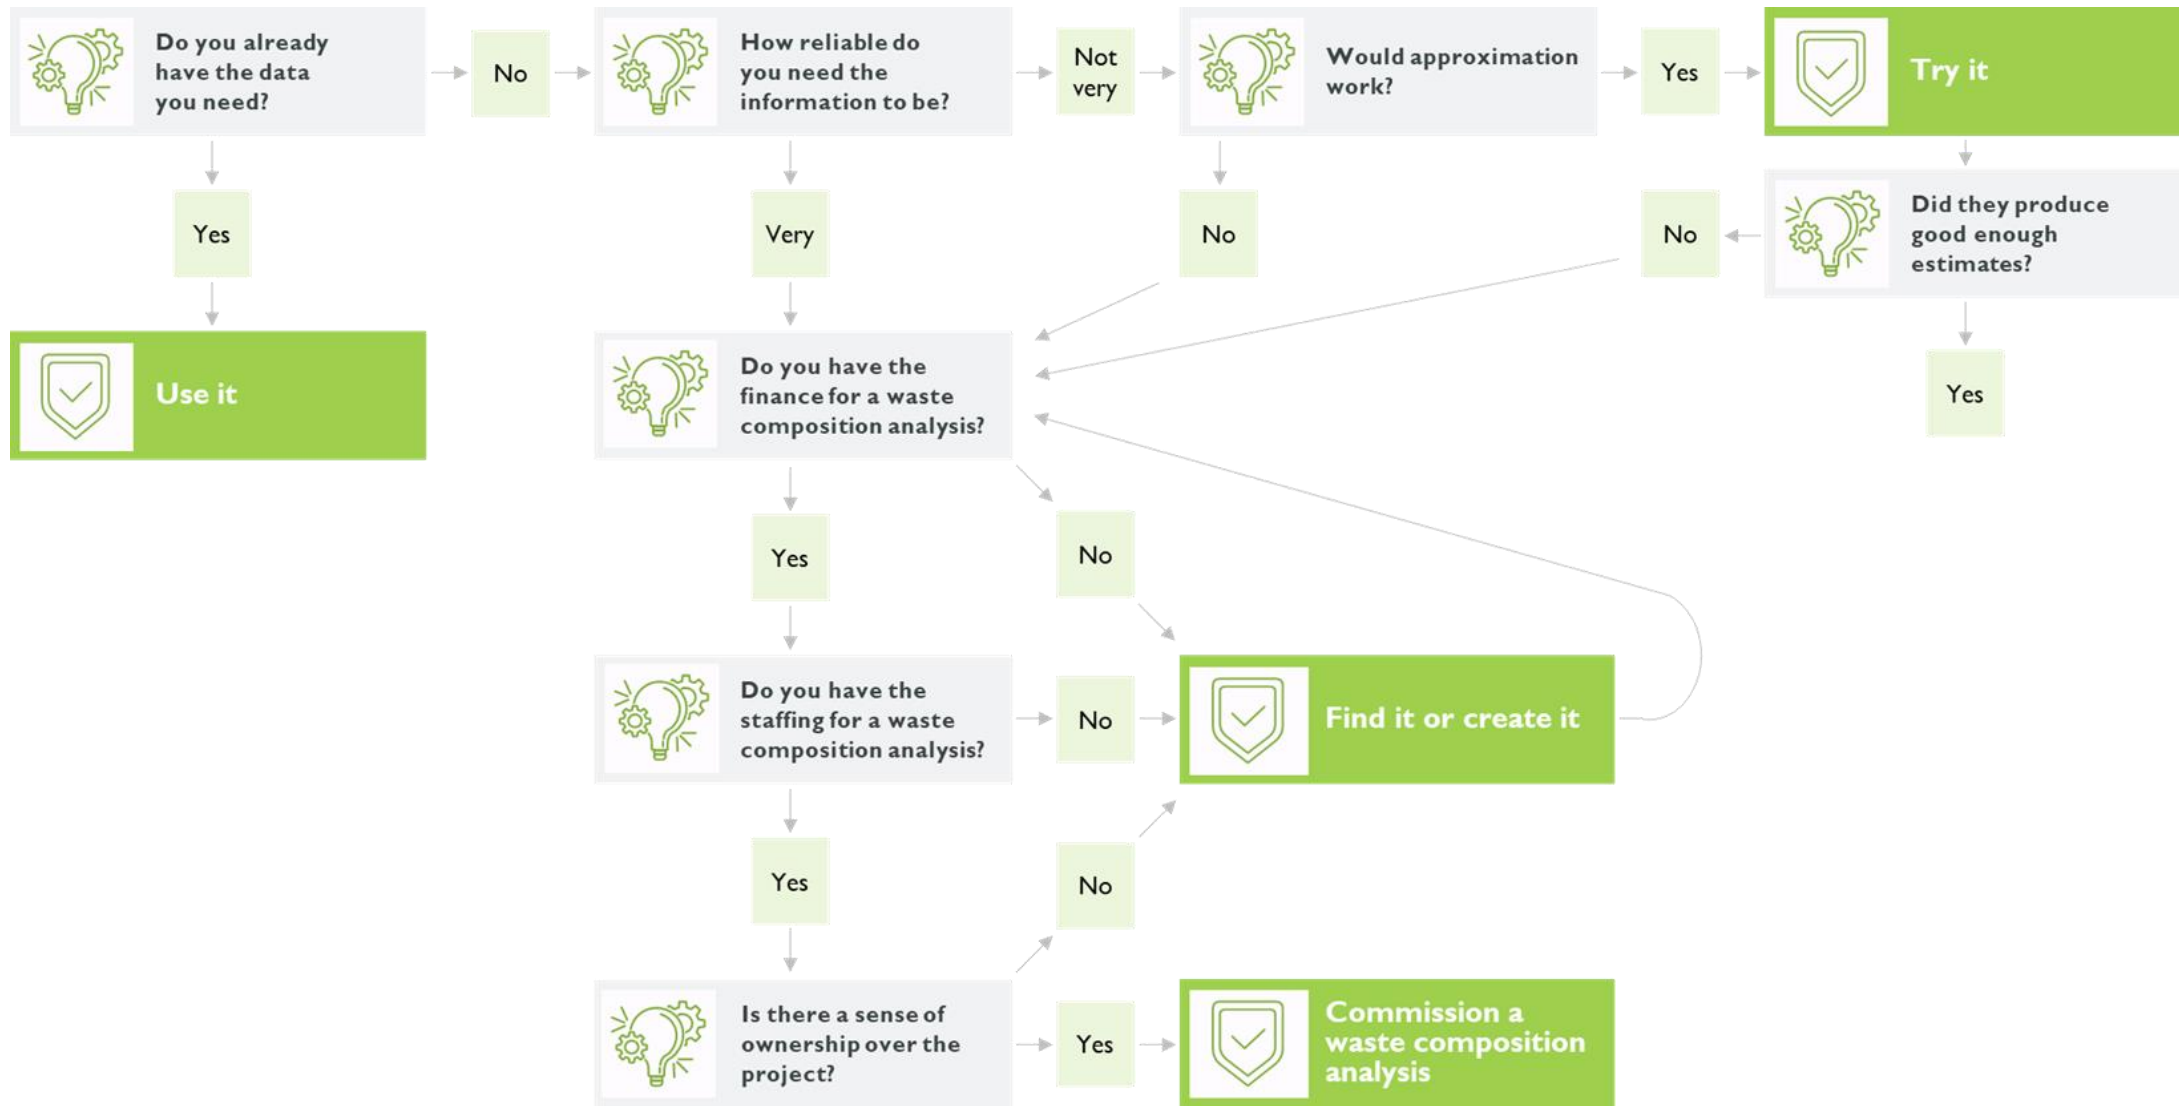 Do you already
have the data
you need?
No
How reliable do
you need the
information to be?
Not
very
Would approximation
work?
Yes
Try it
Yes
Very
No
No
Did they produce
good enough
estimates?
Use it
Do you have the
finance for a waste
composition analysis?
Yes
Yes
No
Do you have the
staffing for a waste
composition analysis?
No
Find it or create it
Yes
No
Is there a sense of
ownership over the
project?
Yes
Commission a
waste composition
analysis